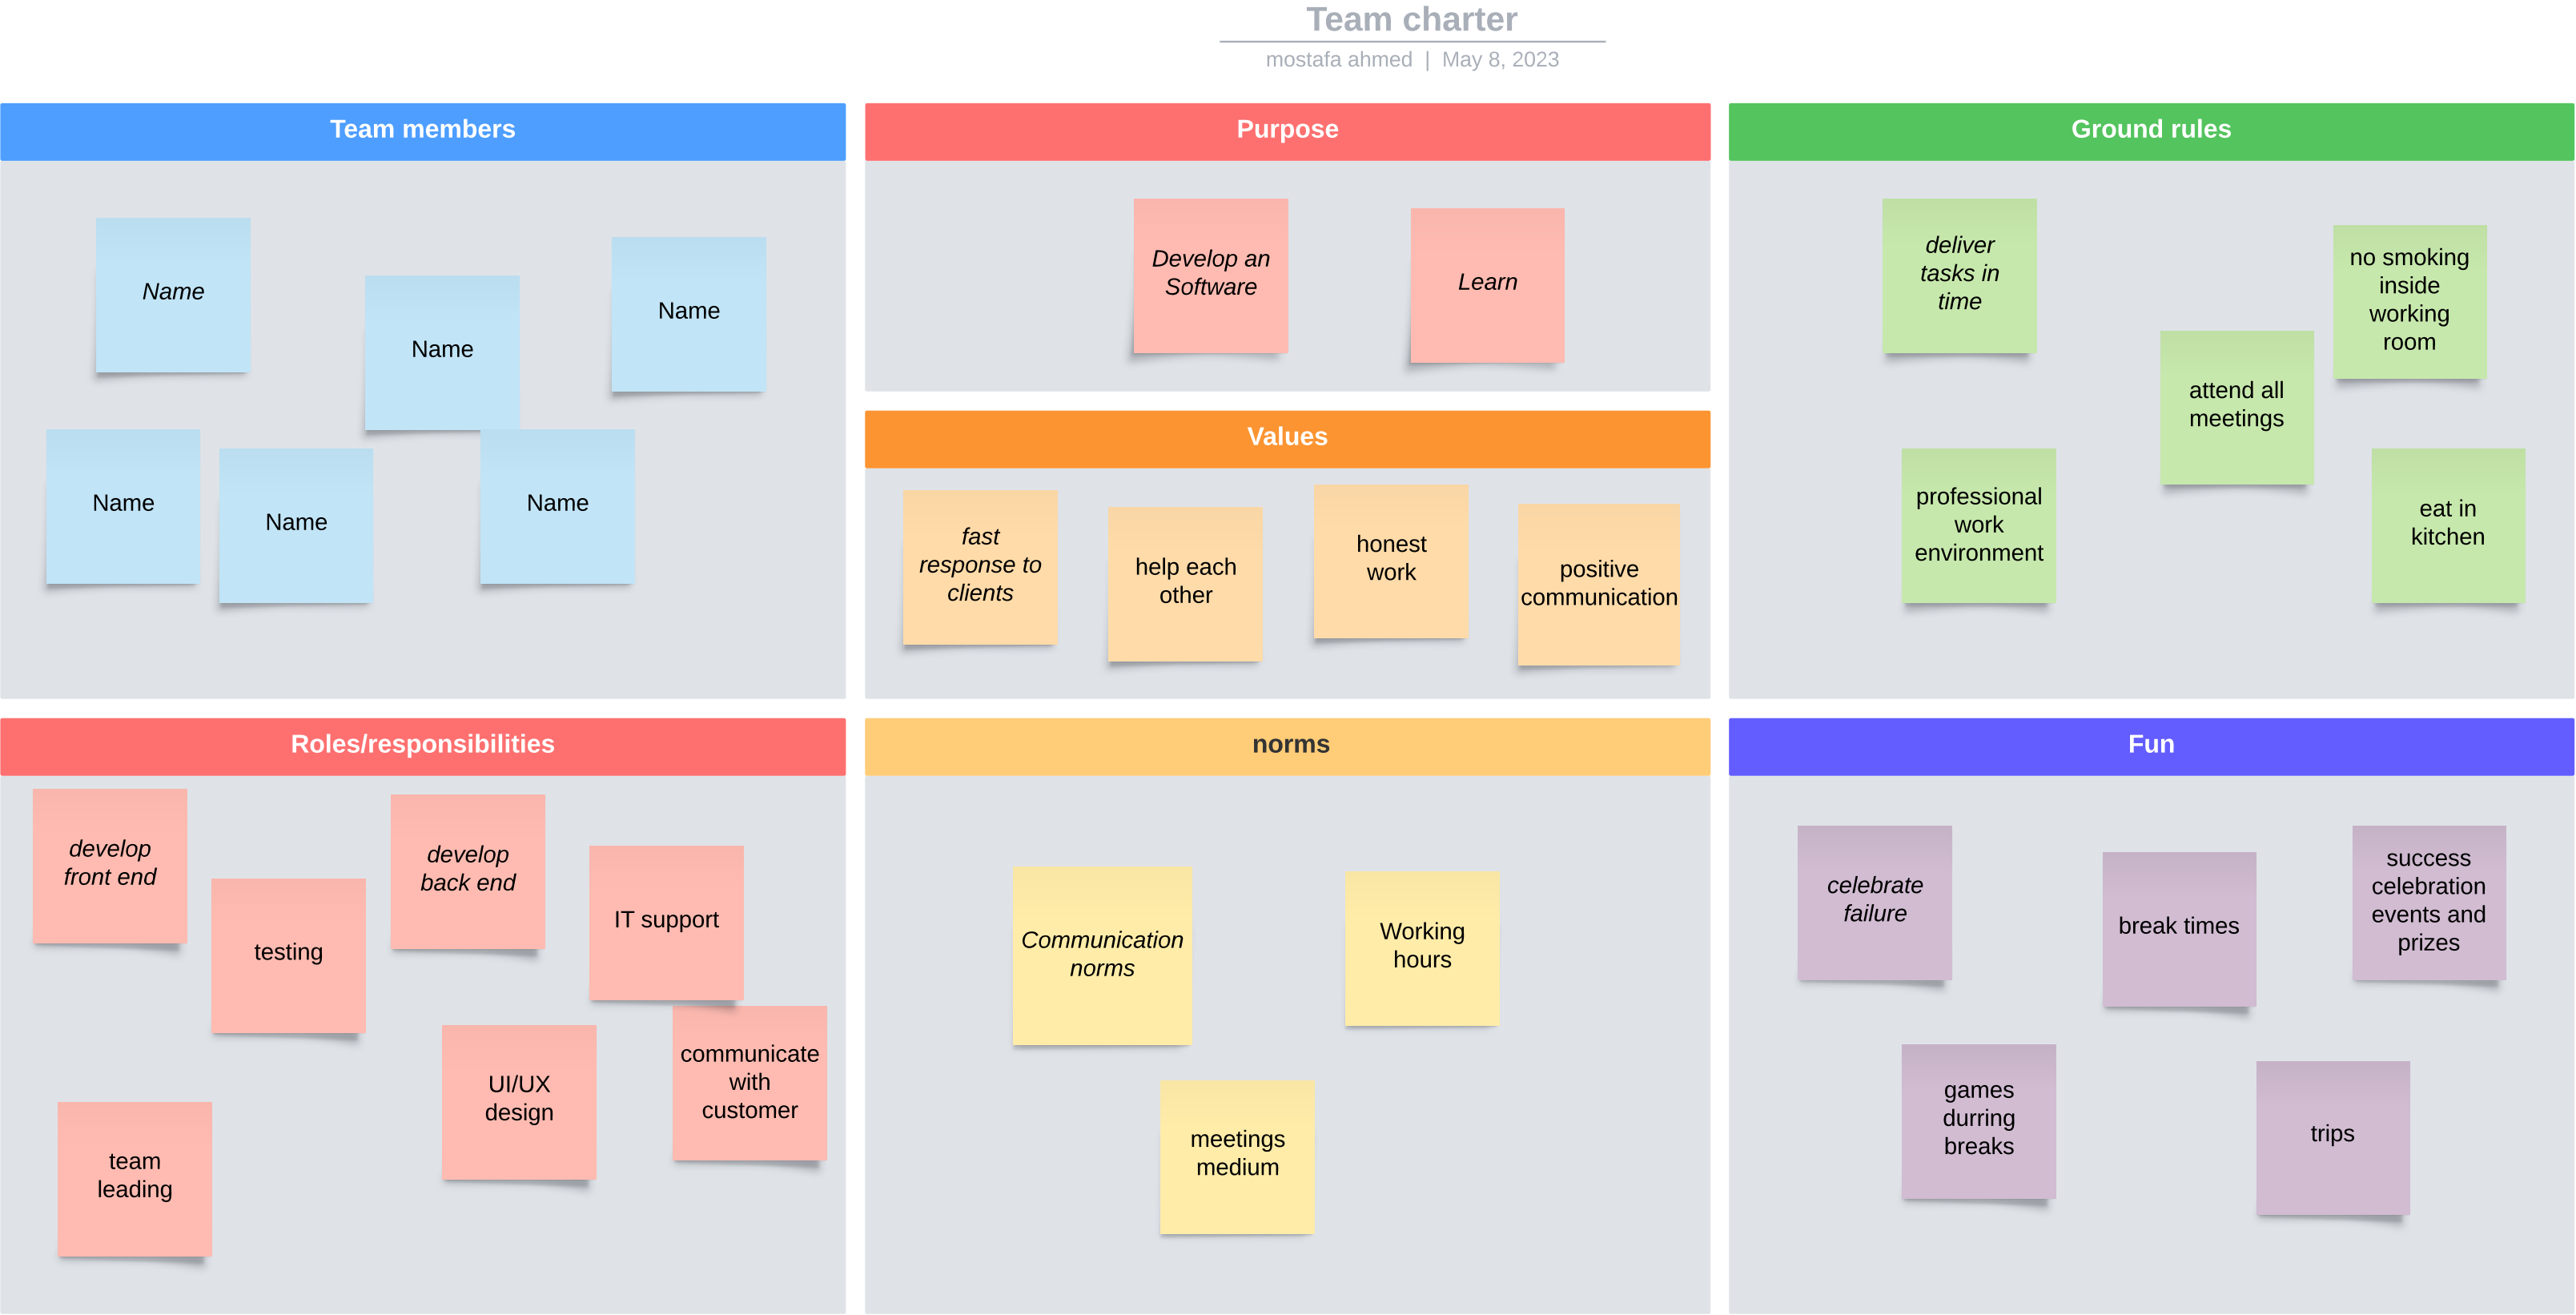 Team charter
mostafa ahmed | May 8, 2023
Team members
Name
Name
Name
Name
Name
Name
Purpose
Develop an
Software
Learn
Values
fast
response to
clients
help each
other
honest
work
positive
communication
Ground rules
deliver
tasks in
time
no smoking
inside
working
room
attend all
meetings
professional
work
environment
eat in
kitchen
Roles/responsibilities
develop
front end
testing
develop
back end
IT support
UI/UX
design
communicate
with
customer
team
leading
norms
Communication
norms
Working
hours
meetings
medium
Fun
celebrate
failure
break times
success
celebration
events and
prizes
games
durring
breaks
trips